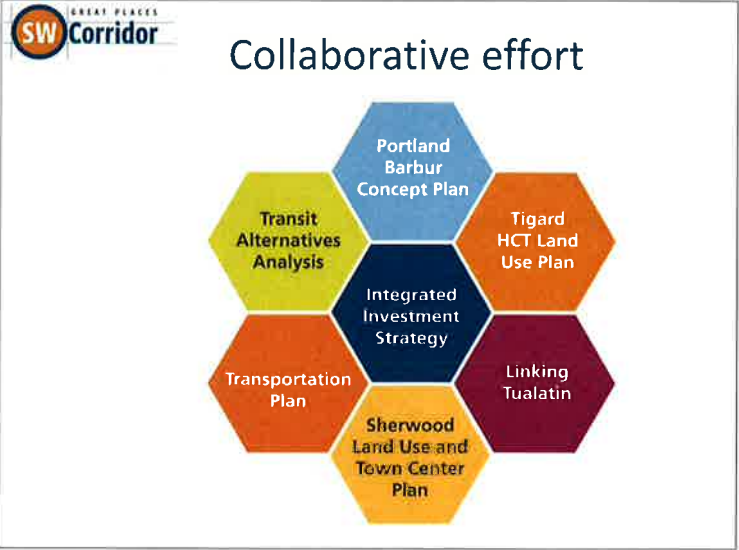 GREAT PLACES
SW Corridor
Collaborative effort
Portland
Barbur
Concept Plan
Transit
Alternatives
Analysis
Tigard
HCT Land
Use Plan
Integrated
Investment
Strategy
Transportation
Plan
Linking
Tualatin
Sherwood
Land Use and
Town Center
Plan